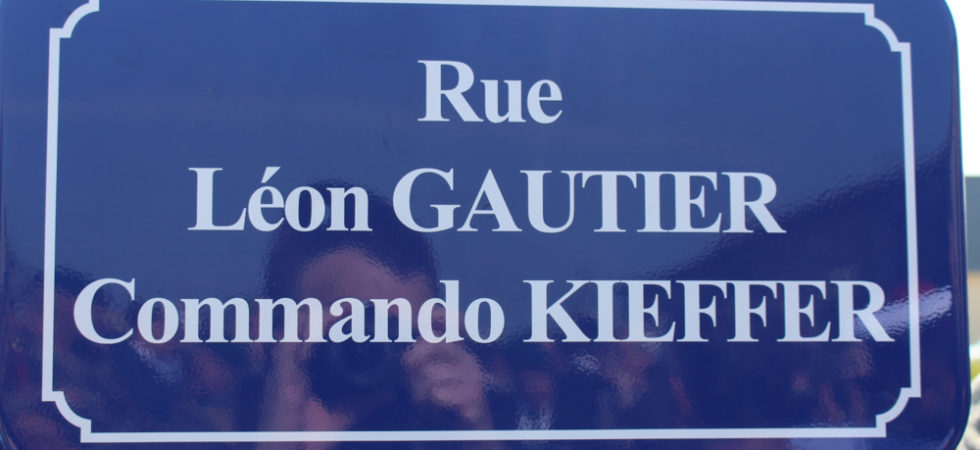 Rue
Léon GAUTIER
Commando KIEFFER